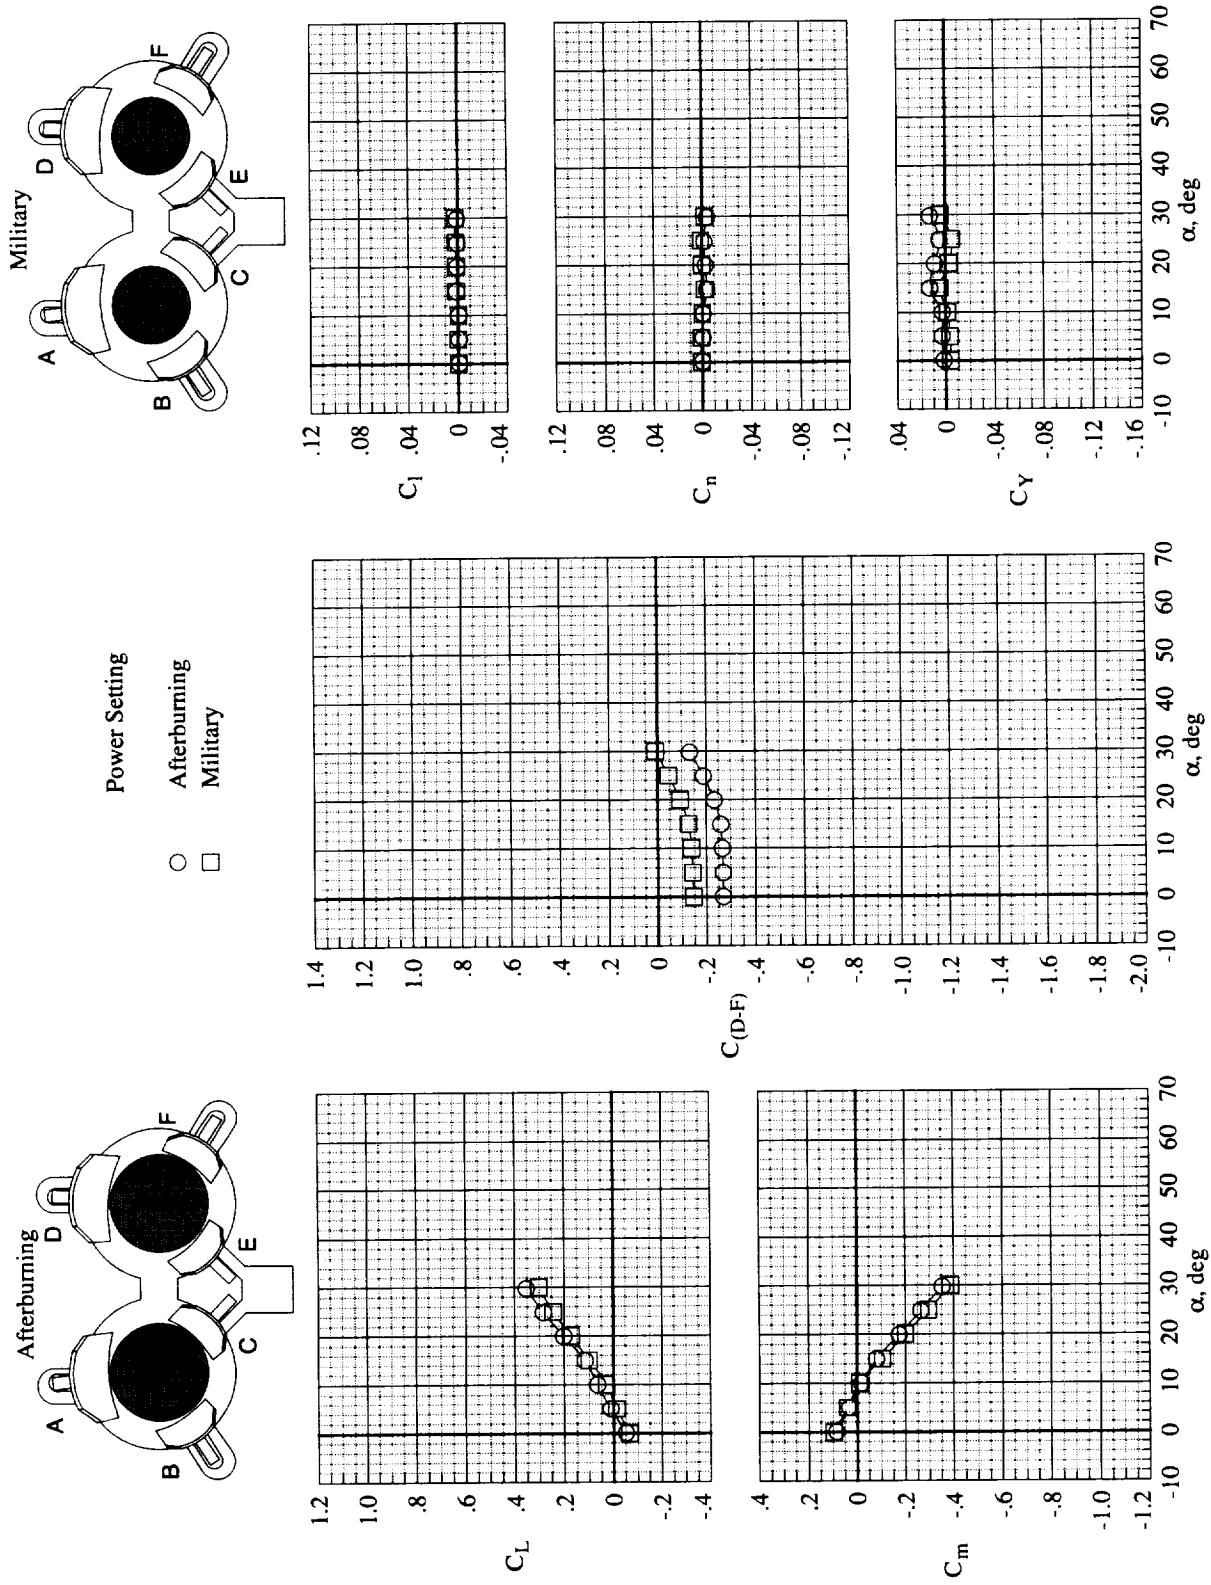 Afterburning
A
B
C
D
E
F
Power Setting
Afterburning
Military
Military
A
B
C
D
E
F
1.2
1.0
.8
.6
.4
.2
0
-.2
-.4
C_L
.4
.2
0
-.2
-.4
-.6
-.8
-1.0
-1.2
C_m
-10 0 10 20 30 40 50 60 70
α, deg
1.4
1.2
1.0
.8
.6
.4
.2
0
-.2
-.4
-.6
-.8
-1.0
-1.2
-1.4
-1.6
-1.8
-2.0
C_(D-F)
-10 0 10 20 30 40 50 60 70
α, deg
.12
.08
.04
0
-.04
C_l
.12
.08
.04
0
-.04
-.08
-.12
C_n
.04
0
-.04
-.08
-.12
-.16
C_Y
-10 0 10 20 30 40 50 60 70
α, deg